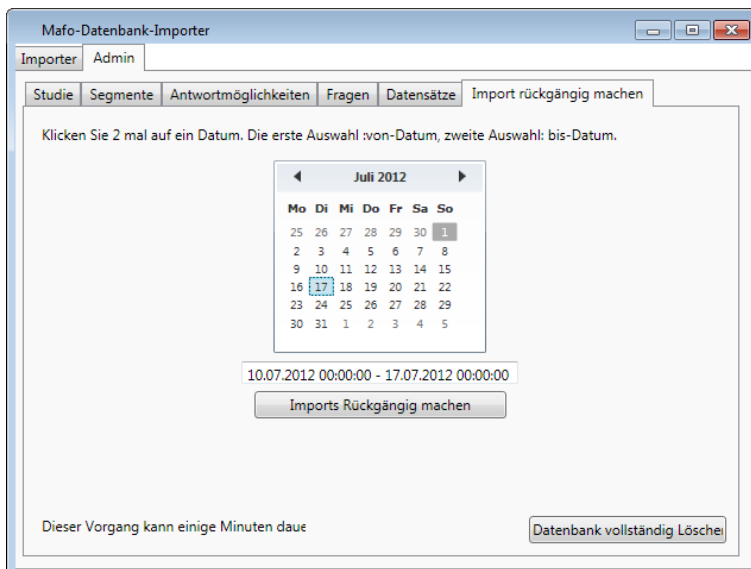 Mafo-Datenbank-Importer
Importer Admin
Studie Segmente Antwortmöglichkeiten Fragen Datensätze Import rückgängig machen
Klicken Sie 2 mal auf ein Datum. Die erste Auswahl :von-Datum, zweite Auswahl: bis-Datum.
Juli 2012
Mo Di Mi Do Fr Sa So
25 26 27 28 29 30 1
2 3 4 5 6 7 8
9 10 11 12 13 14 15
16 17 18 19 20 21 22
23 24 25 26 27 28 29
30 31 1 2 3 4 5
10.07.2012 00:00:00 - 17.07.2012 00:00:00
Imports Rückgängig machen
Dieser Vorgang kann einige Minuten daue
Datenbank vollständig Lösche